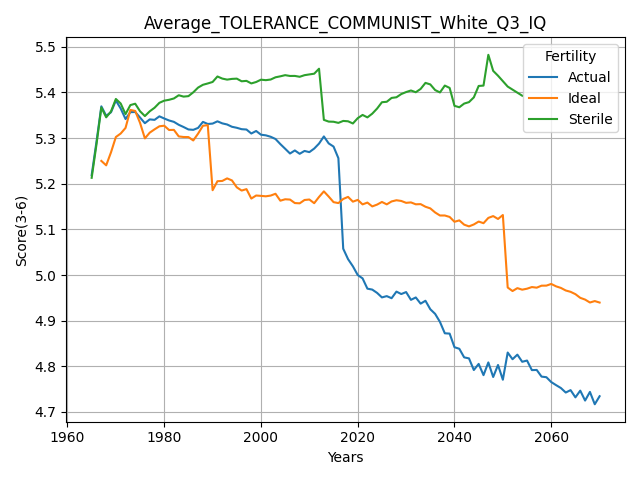 Average_TOLERANCE_COMMUNIST_White_Q3_IQ
Score(3-6)
5.5
5.4
5.3
5.2
5.1
5.0
4.9
4.8
4.7
Fertility
Actual
Ideal
Sterile
1960
1980
2000
2020
2040
2060
Years